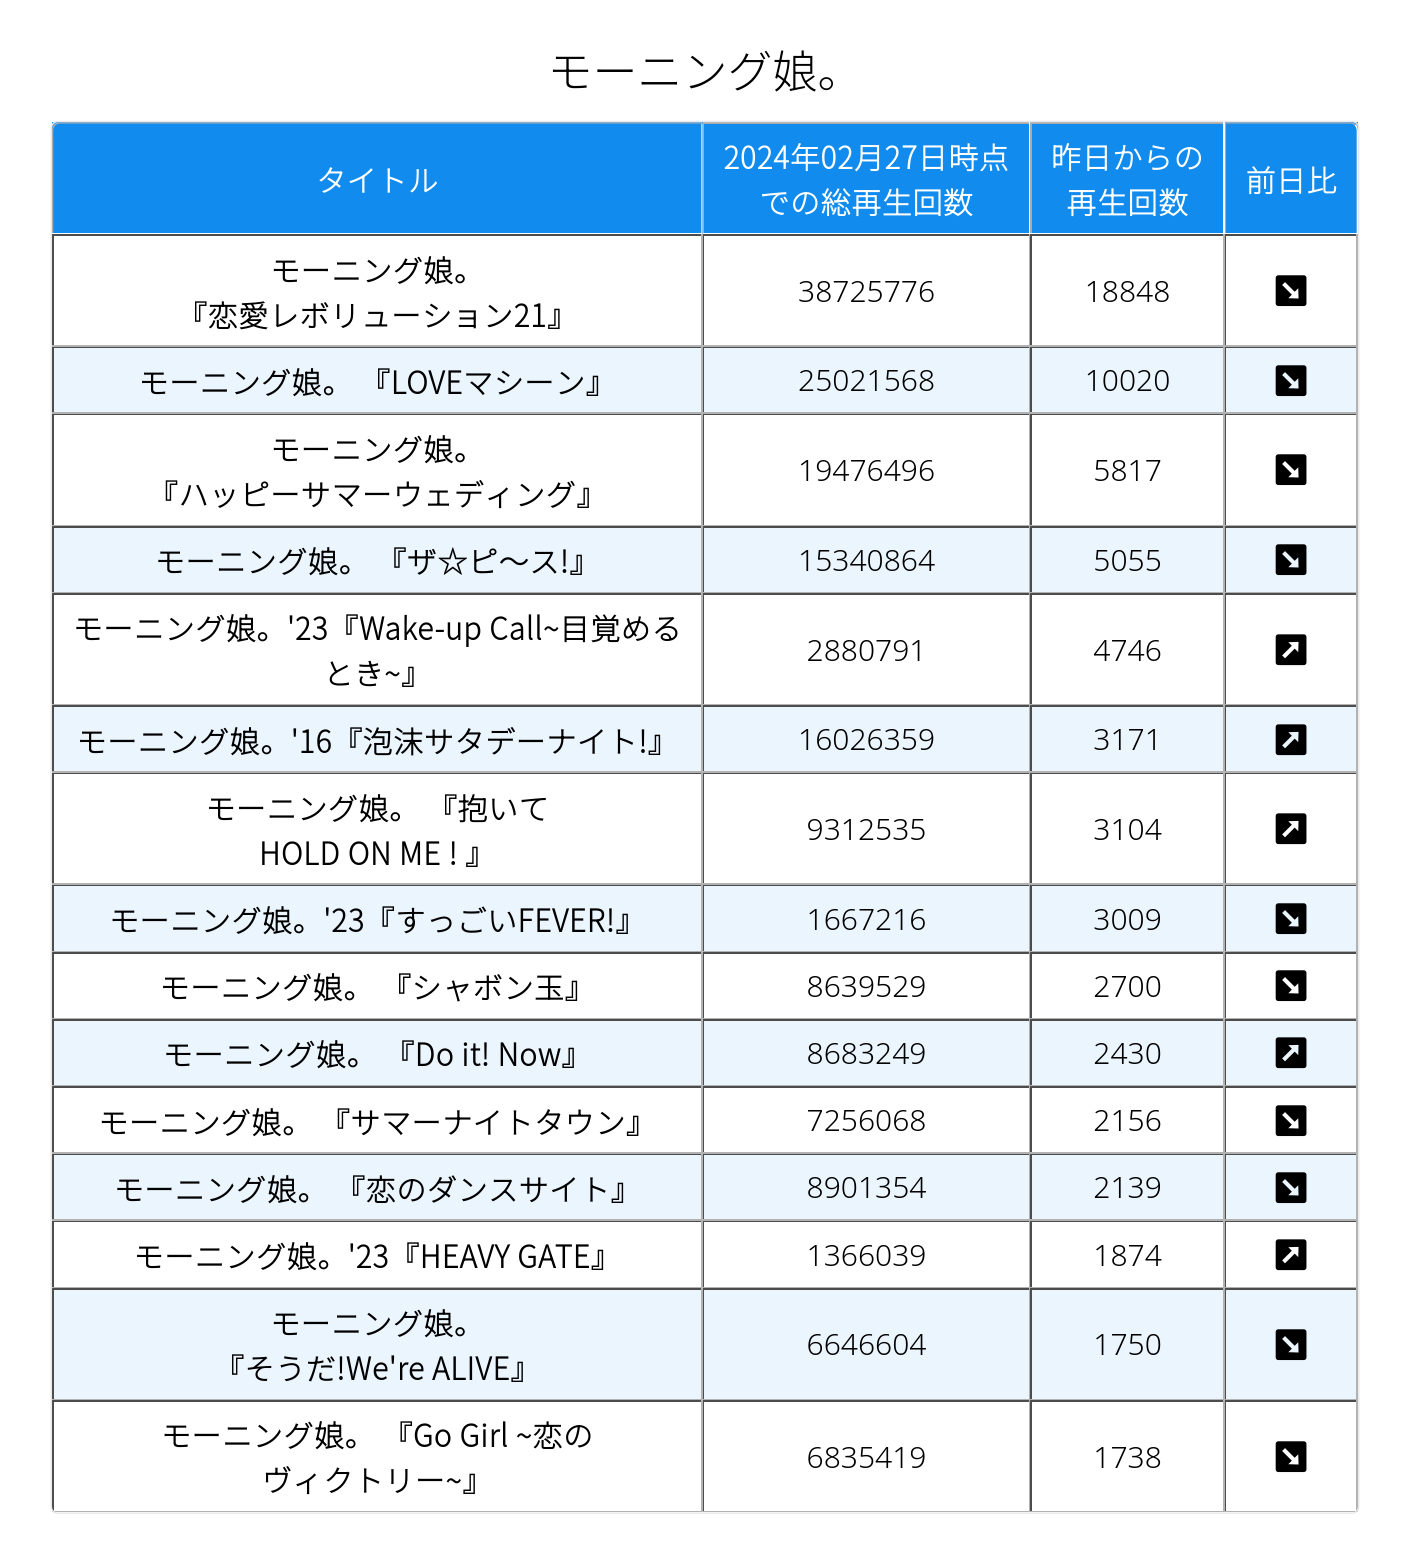 モーニング娘。
タイトル
2024年02月27日時点
での総再生回数
昨日からの
再生回数
前日比
モーニング娘。
『恋愛レボリューション21』
38725776
18848
モーニング娘。 『LOVEマシーン』
25021568
10020
モーニング娘。
『ハッピーサマーウェディング』
19476496
5817
モーニング娘。 『ザ☆ピ〜ス!』
15340864
5055
モーニング娘。'23『Wake-up Call~目覚める
とき~』
2880791
4746
モーニング娘。'16『泡沫サタデーナイト!』
16026359
3171
モーニング娘。 『抱いて
HOLD ON ME ! 』
9312535
3104
モーニング娘。'23『すっごいFEVER!』
1667216
3009
モーニング娘。 『シャボン玉』
8639529
2700
モーニング娘。 『Do it! Now』
8683249
2430
モーニング娘。 『サマーナイトタウン』
7256068
2156
モーニング娘。 『恋のダンスサイト』
8901354
2139
モーニング娘。'23『HEAVY GATE』
1366039
1874
モーニング娘。
『そうだ!We're ALIVE』
6646604
1750
モーニング娘。 『Go Girl ~恋の
ヴィクトリー~』
6835419
1738